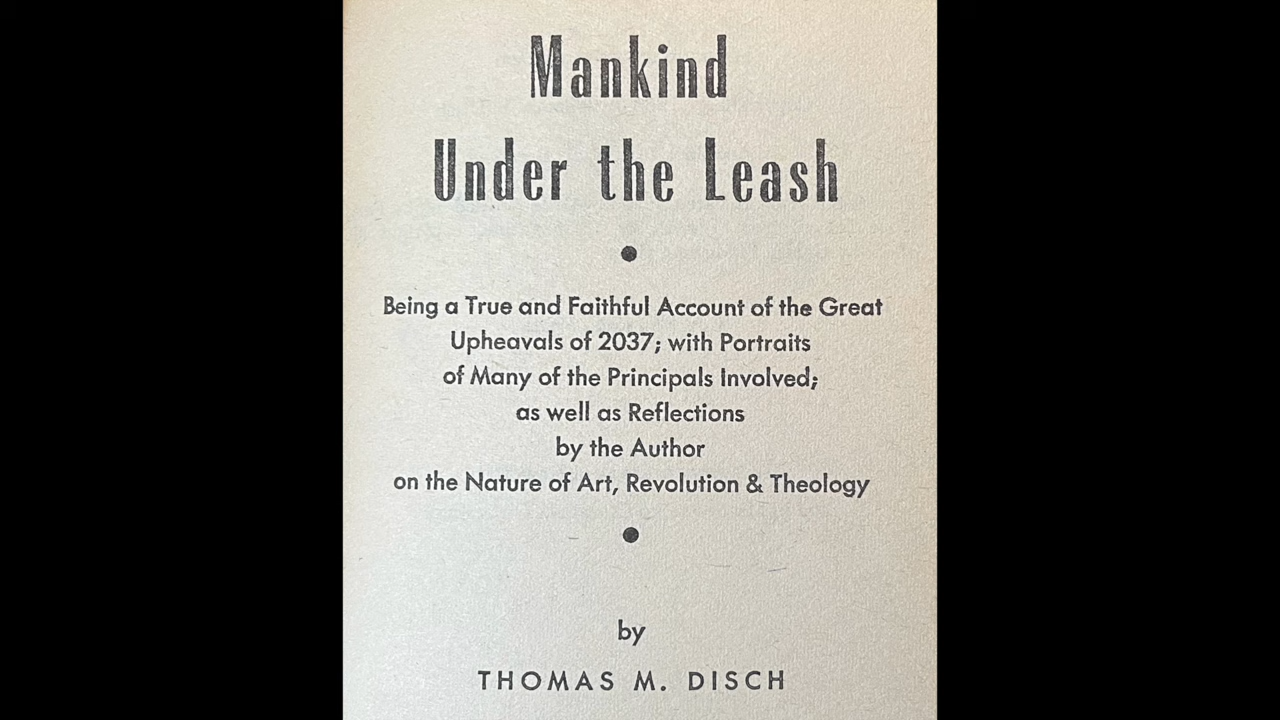 Mankind
Under the Leash
●
Being a True and Faithful Account of the Great
Upheavals of 2037; with Portraits
of Many of the Principals Involved;
as well as Reflections
by the Author
on the Nature of Art, Revolution & Theology
●
by
THOMAS M. DISCH